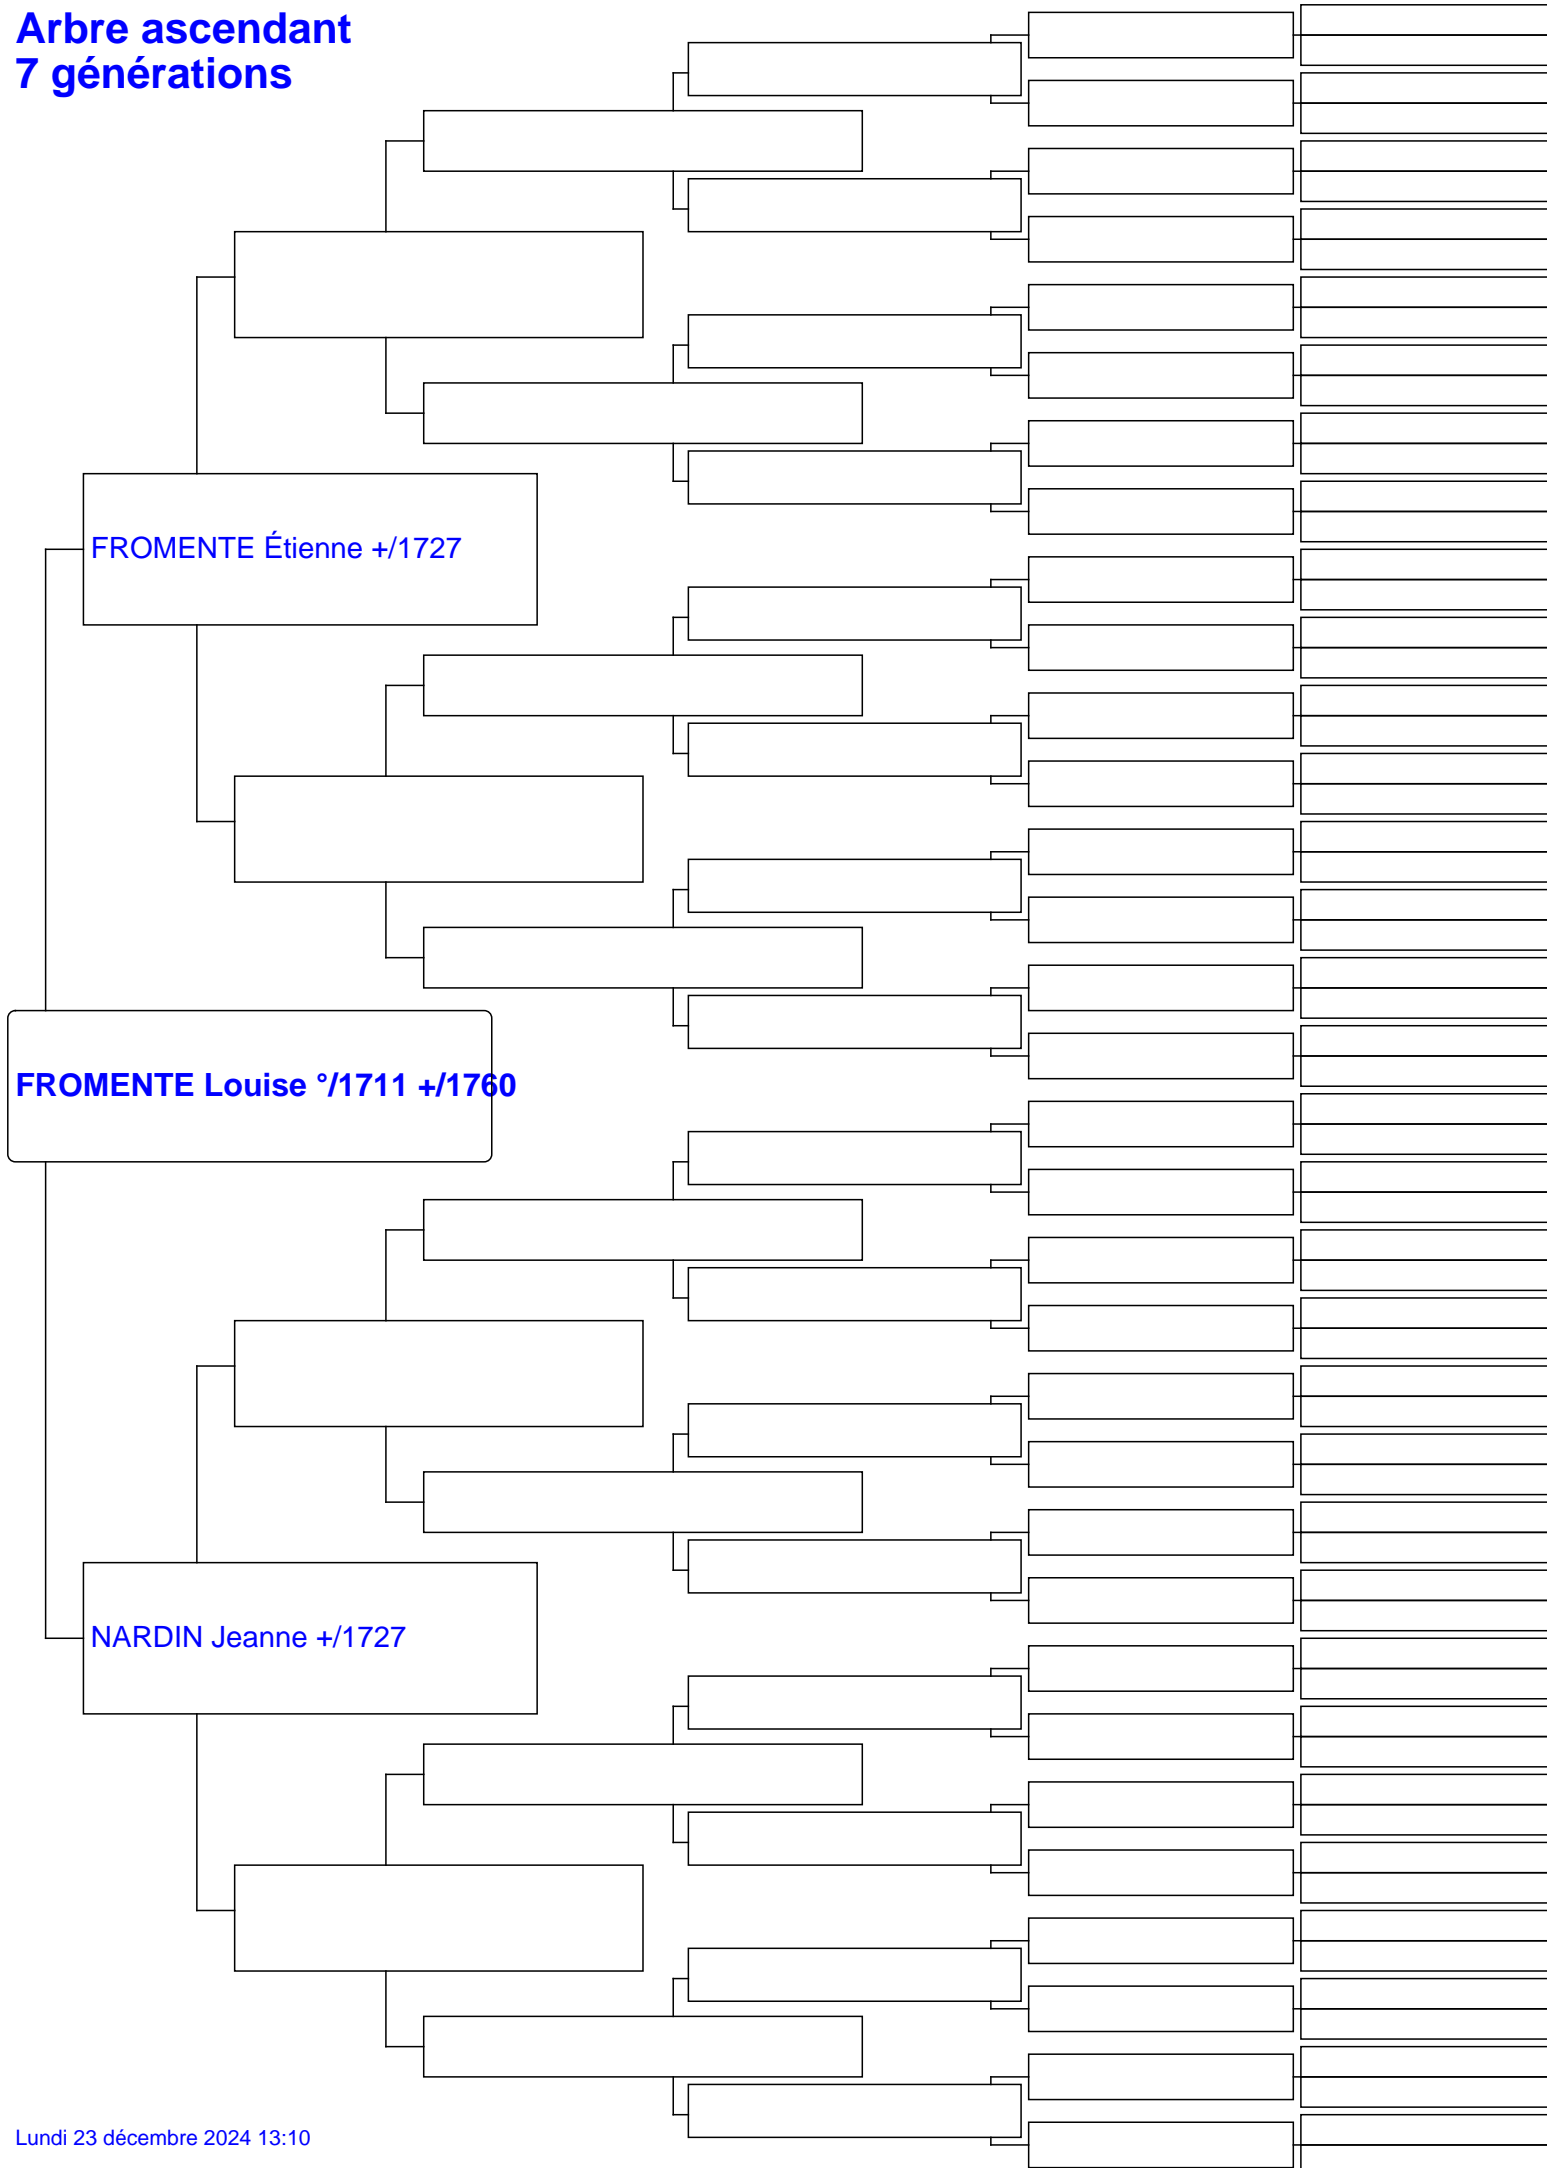 Arbre ascendant
7 générations
FROMENTE Étienne +/1727
FROMENTE Louise °/1711 +/1760
NARDIN Jeanne +/1727
Lundi 23 décembre 2024 13:10